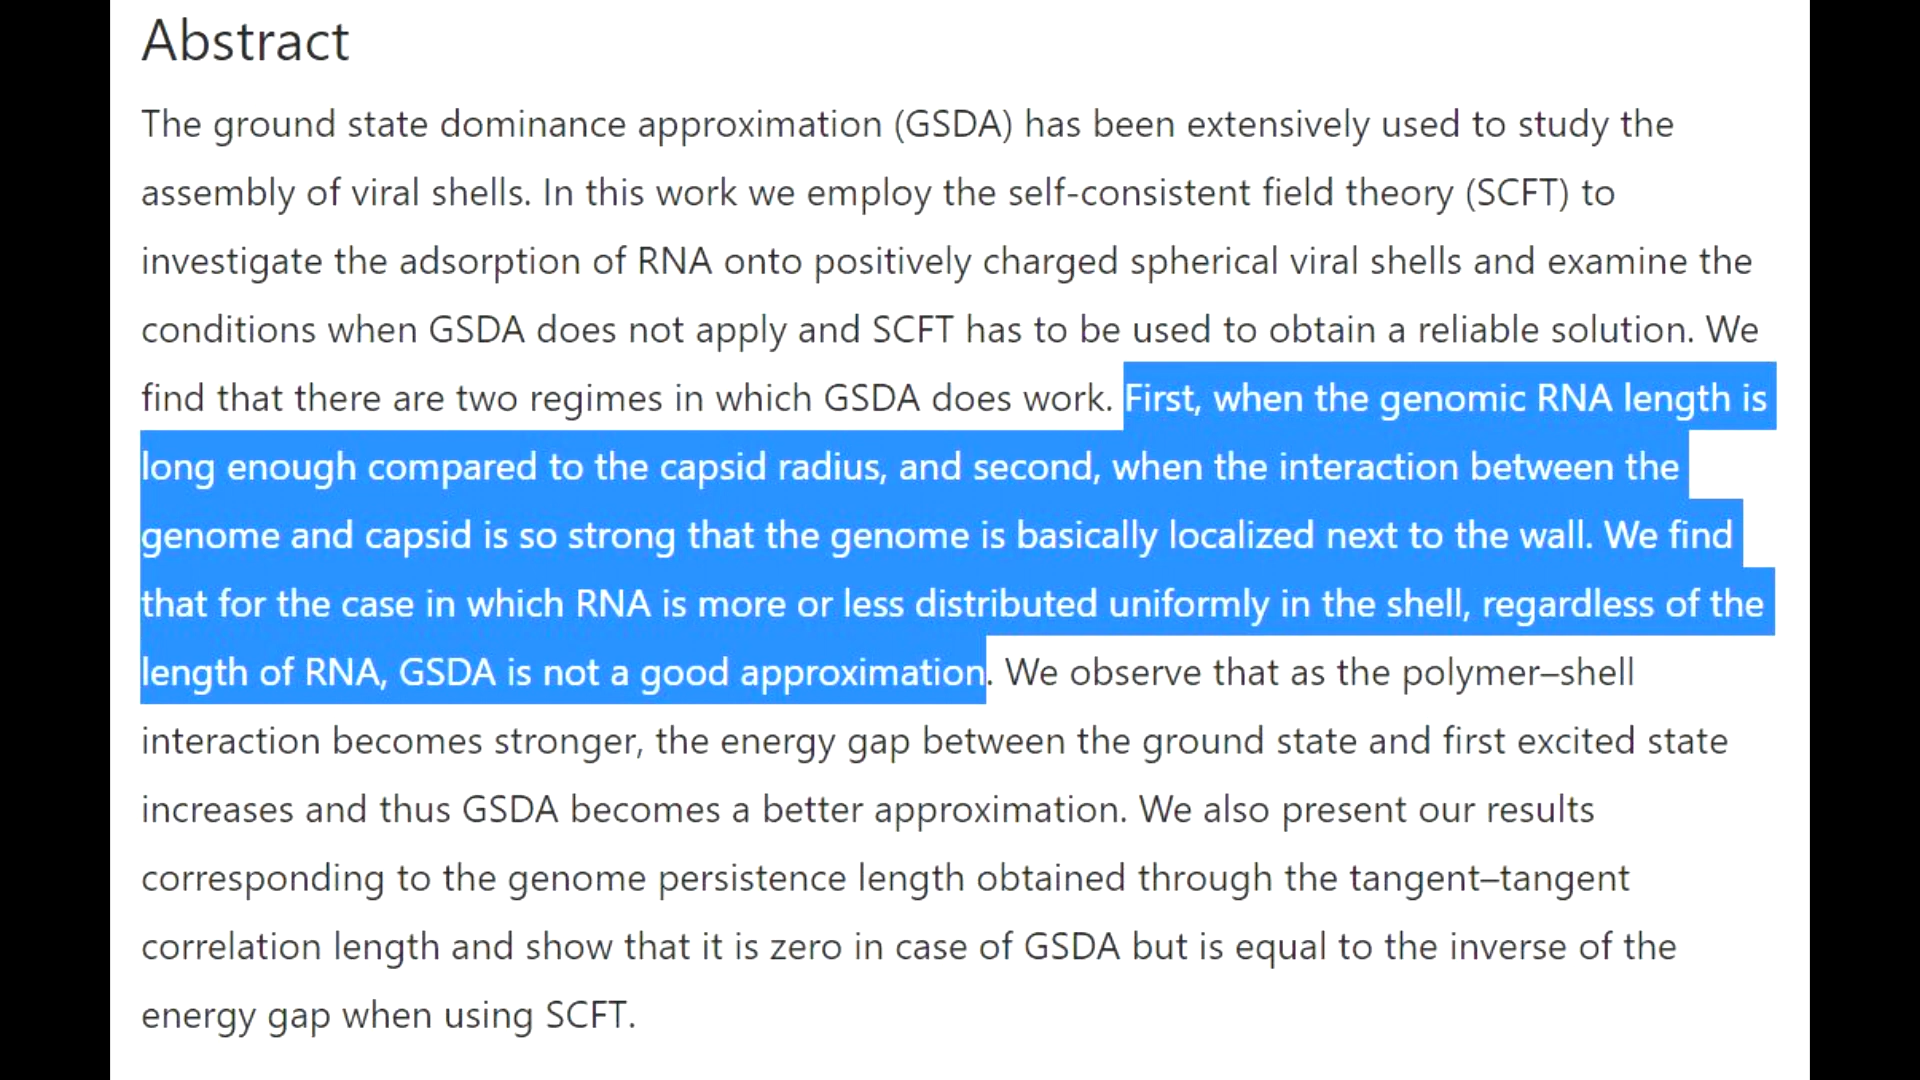 Abstract
The ground state dominance approximation (GSDA) has been extensively used to study the
assembly of viral shells. In this work we employ the self-consistent field theory (SCFT) to
investigate the adsorption of RNA onto positively charged spherical viral shells and examine the
conditions when GSDA does not apply and SCFT has to be used to obtain a reliable solution. We
find that there are two regimes in which GSDA does work. First, when the genomic RNA length is
long enough compared to the capsid radius, and second, when the interaction between the
genome and capsid is so strong that the genome is basically localized next to the wall. We find
that for the case in which RNA is more or less distributed uniformly in the shell, regardless of the
length of RNA, GSDA is not a good approximation. We observe that as the polymer–shell
interaction becomes stronger, the energy gap between the ground state and first excited state
increases and thus GSDA becomes a better approximation. We also present our results
corresponding to the genome persistence length obtained through the tangent–tangent
correlation length and show that it is zero in case of GSDA but is equal to the inverse of the
energy gap when using SCFT.